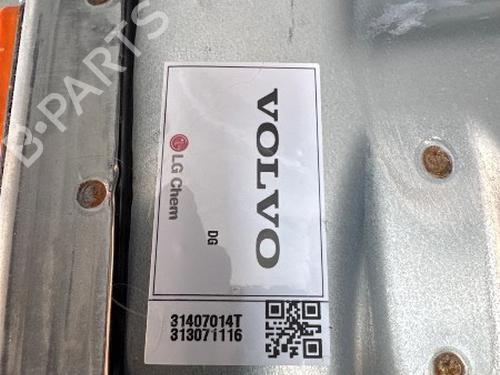 VOLVO
LG Chem
DG
31407014T
313071116
B-PARTS